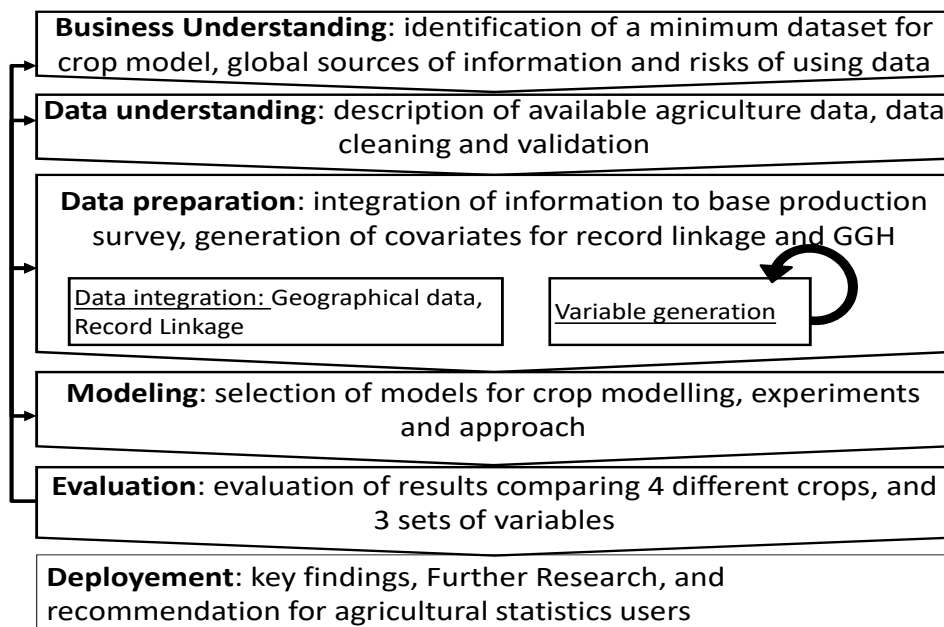 Business Understanding: identification of a minimum dataset for
crop model, global sources of information and risks of using data
Data understanding: description of available agriculture data, data
cleaning and validation
Data preparation: integration of information to base production
survey, generation of covariates for record linkage and GGH
Data integration: Geographical data,
Record Linkage
Variable generation
Modeling: selection of models for crop modelling, experiments
and approach
Evaluation: evaluation of results comparing 4 different crops, and
3 sets of variables
Deployement: key findings, Further Research, and
recommendation for agricultural statistics users